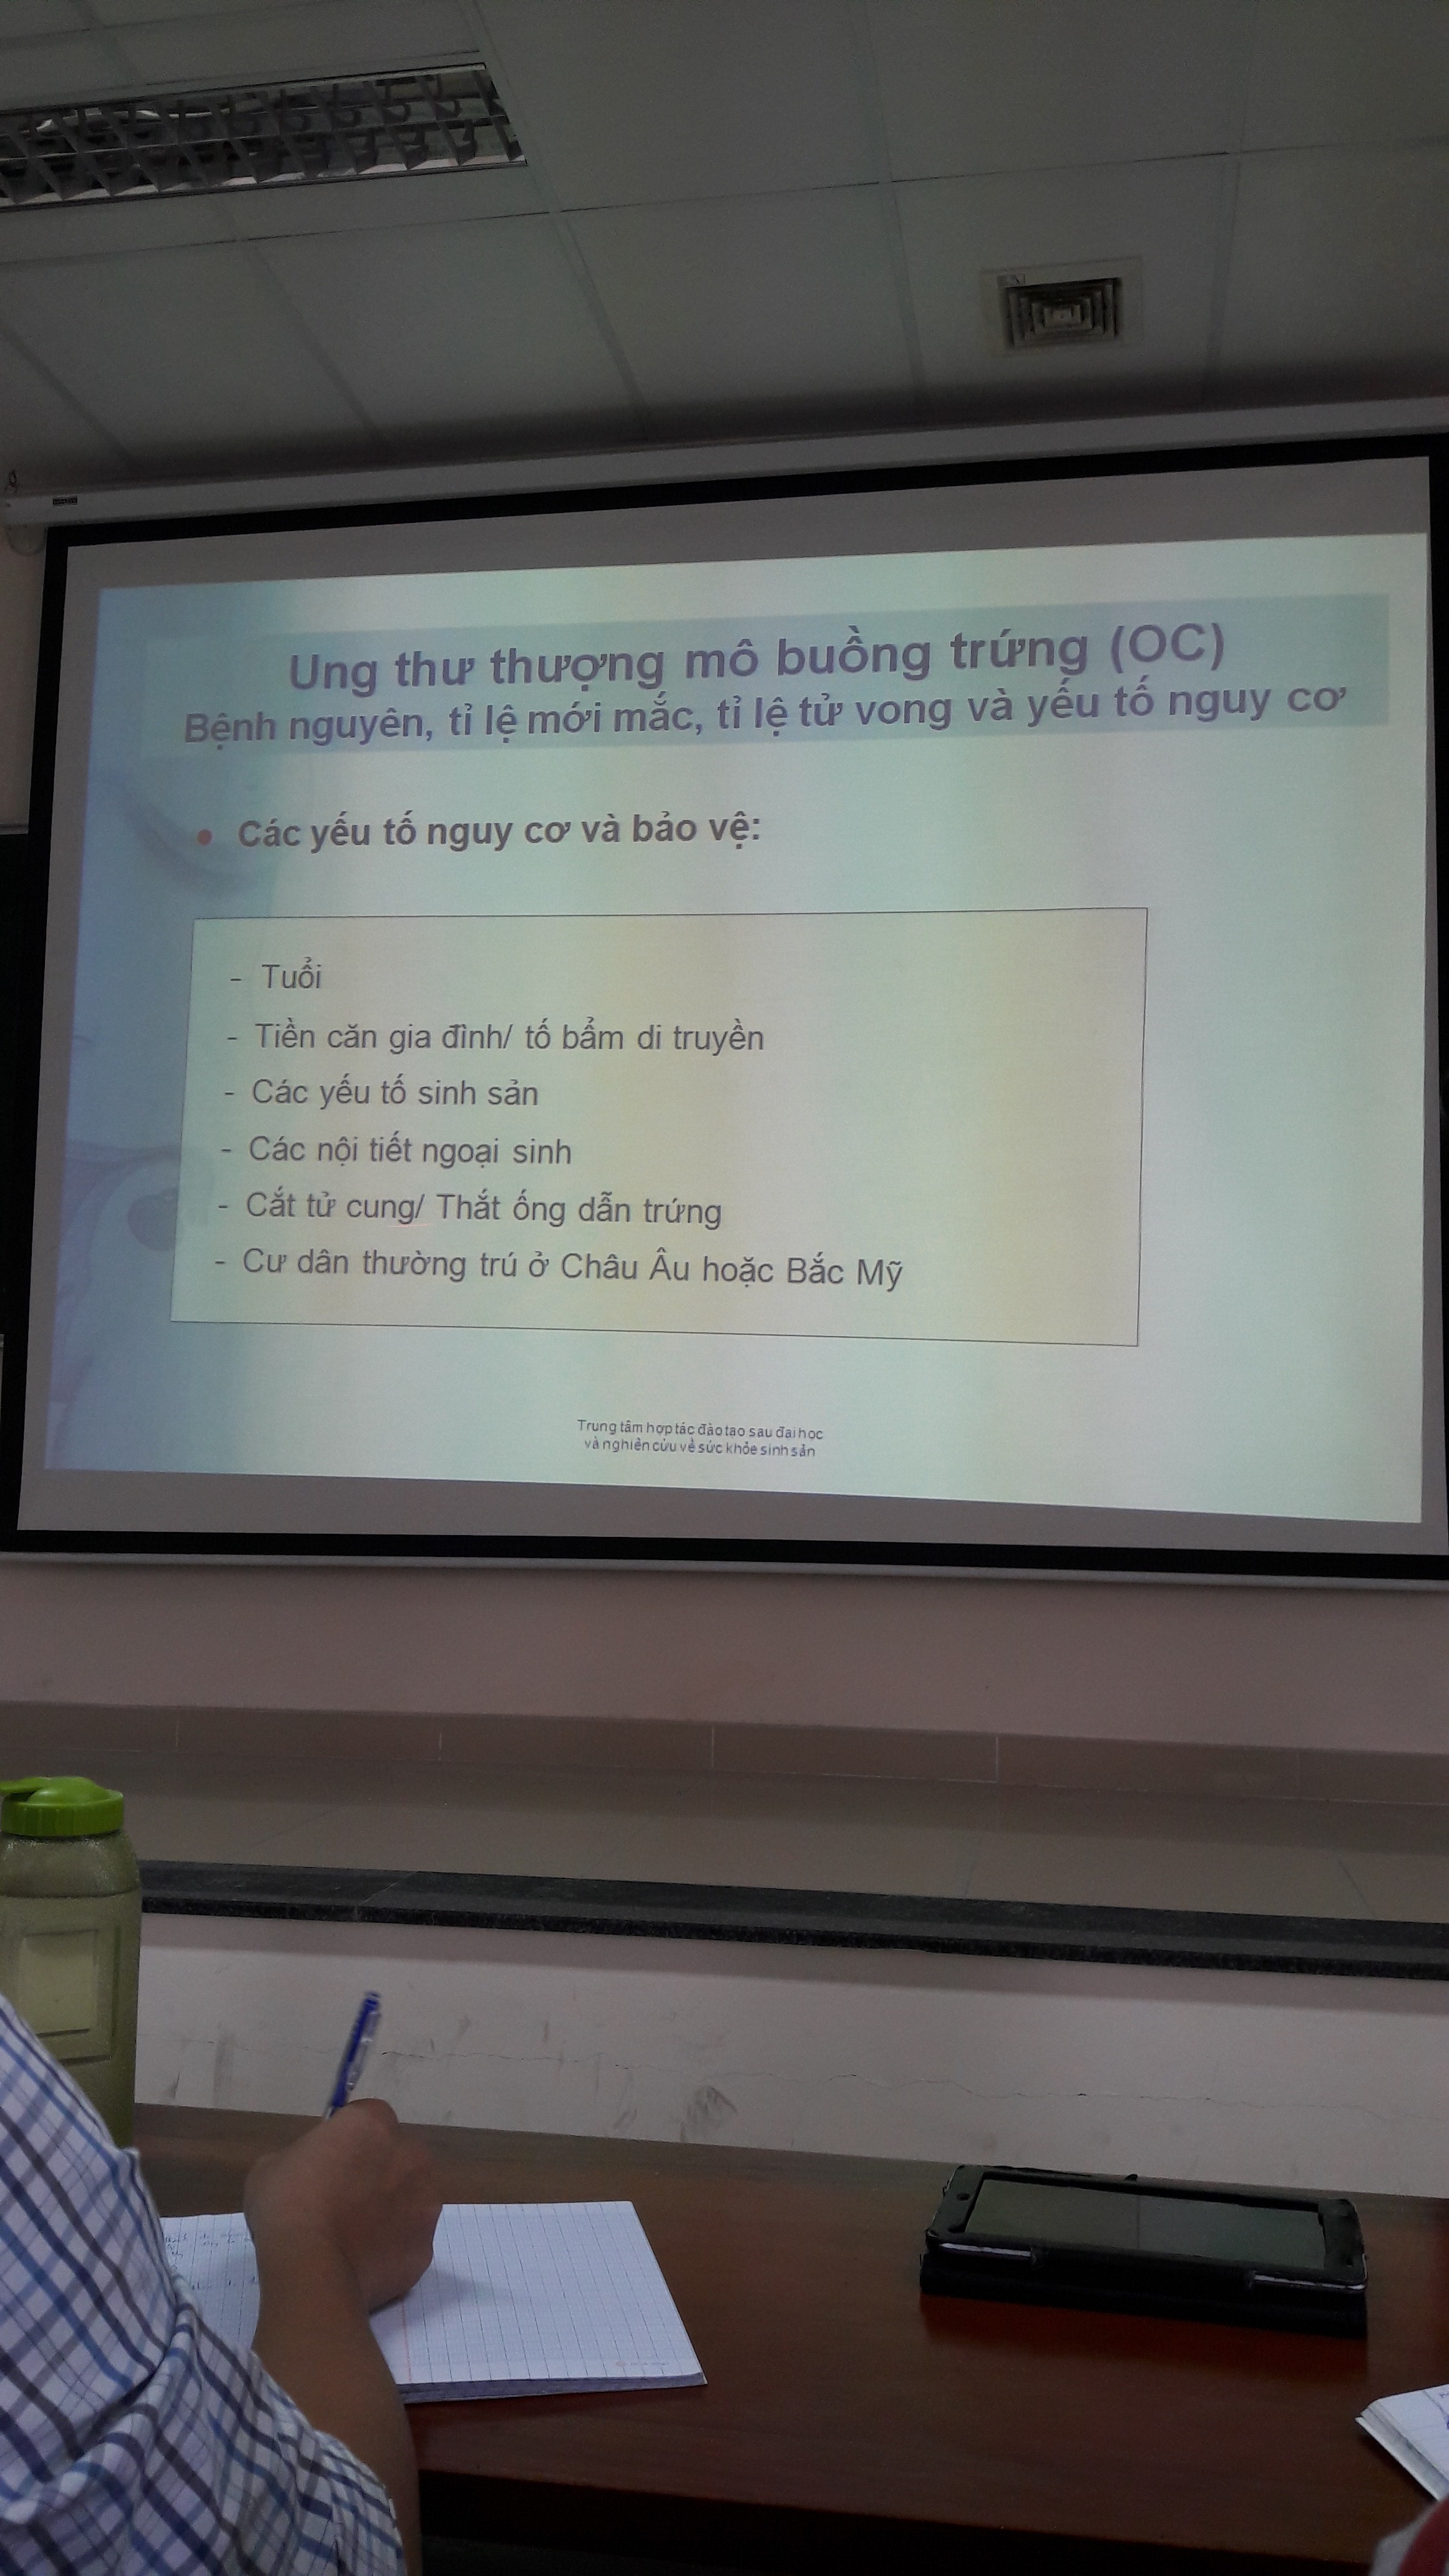 Ung thư thượng mô buồng trứng (OC)
Bệnh nguyên, tỉ lệ mới mắc, tỉ lệ tử vong và yếu tố nguy cơ
• Các yếu tố nguy cơ và bảo vệ:
- Tuổi
- Tiền căn gia đình/ tố bẩm di truyền
- Các yếu tố sinh sản
- Các nội tiết ngoại sinh
- Cắt tử cung/ Thắt ống dẫn trứng
- Cư dân thường trú ở Châu Âu hoặc Bắc Mỹ
Trung tâm hợp tác đào tạo sau đại học
và nghiên cứu về sức khỏe sinh sản